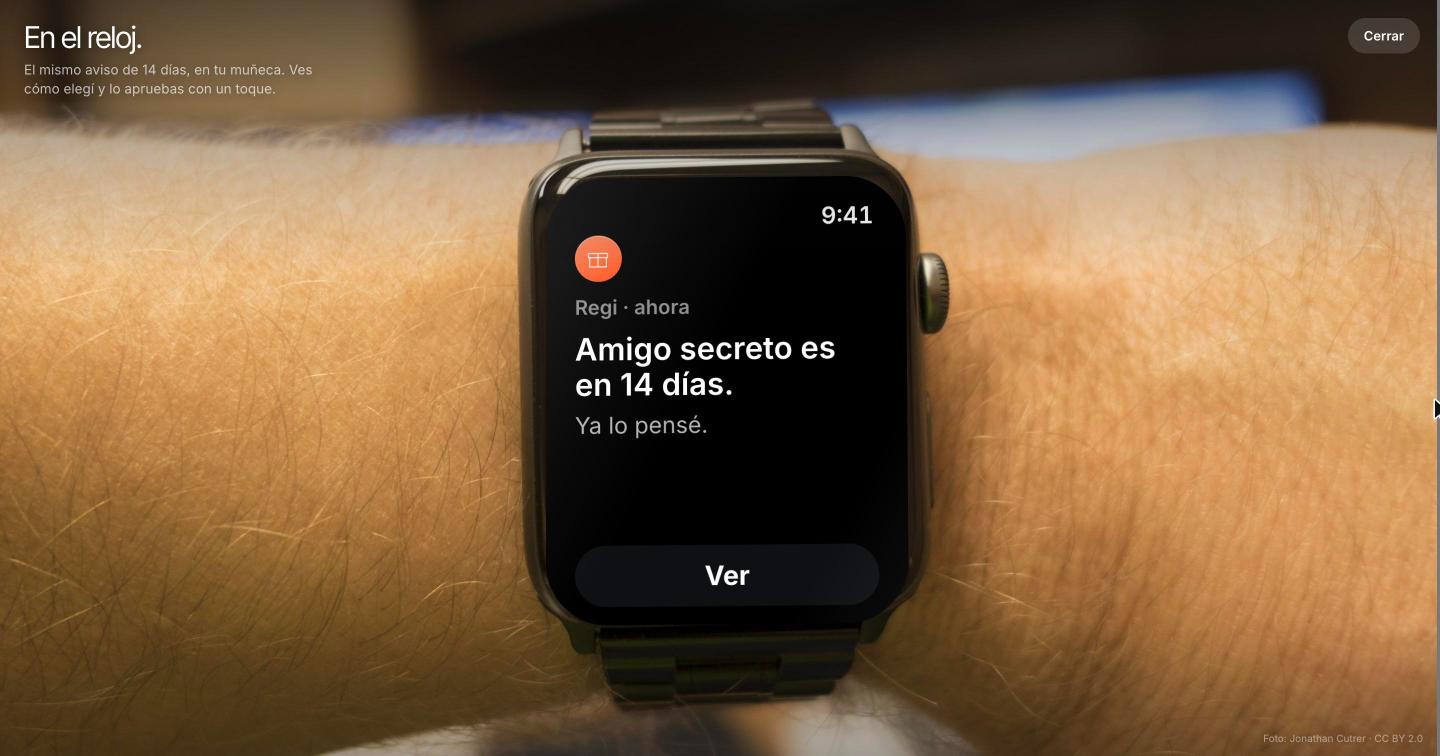 En el reloj.
El mismo aviso de 14 días, en tu muñeca. Ves
cómo elegí y lo apruebas con un toque.
Cerrar
9:41
Regi · ahora
Amigo secreto es
en 14 días.
Ya lo pensé.
Ver
Foto: Jonathan Cutrer · CC BY 2.0